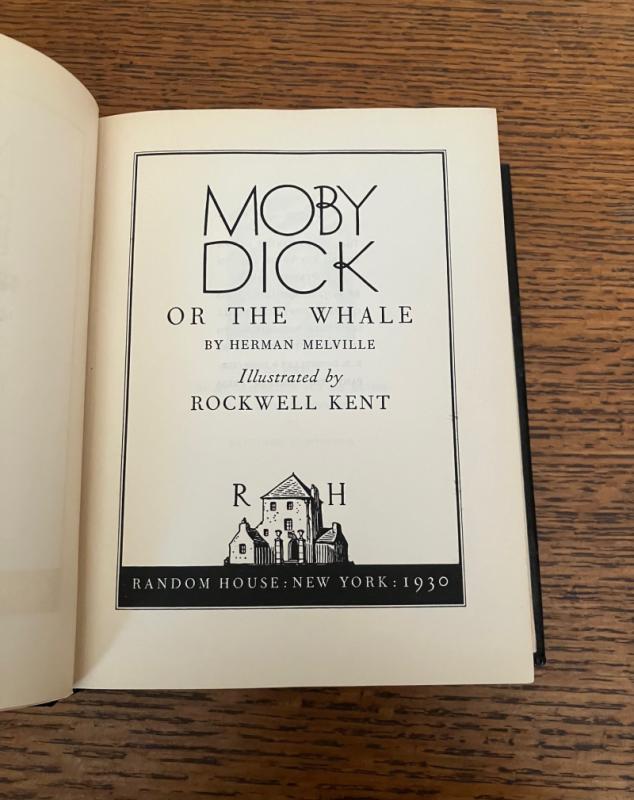 MOBY
DICK
OR THE WHALE
BY HERMAN MELVILLE
Illustrated by
ROCKWELL KENT
R H
RANDOM HOUSE : NEW YORK : 1930